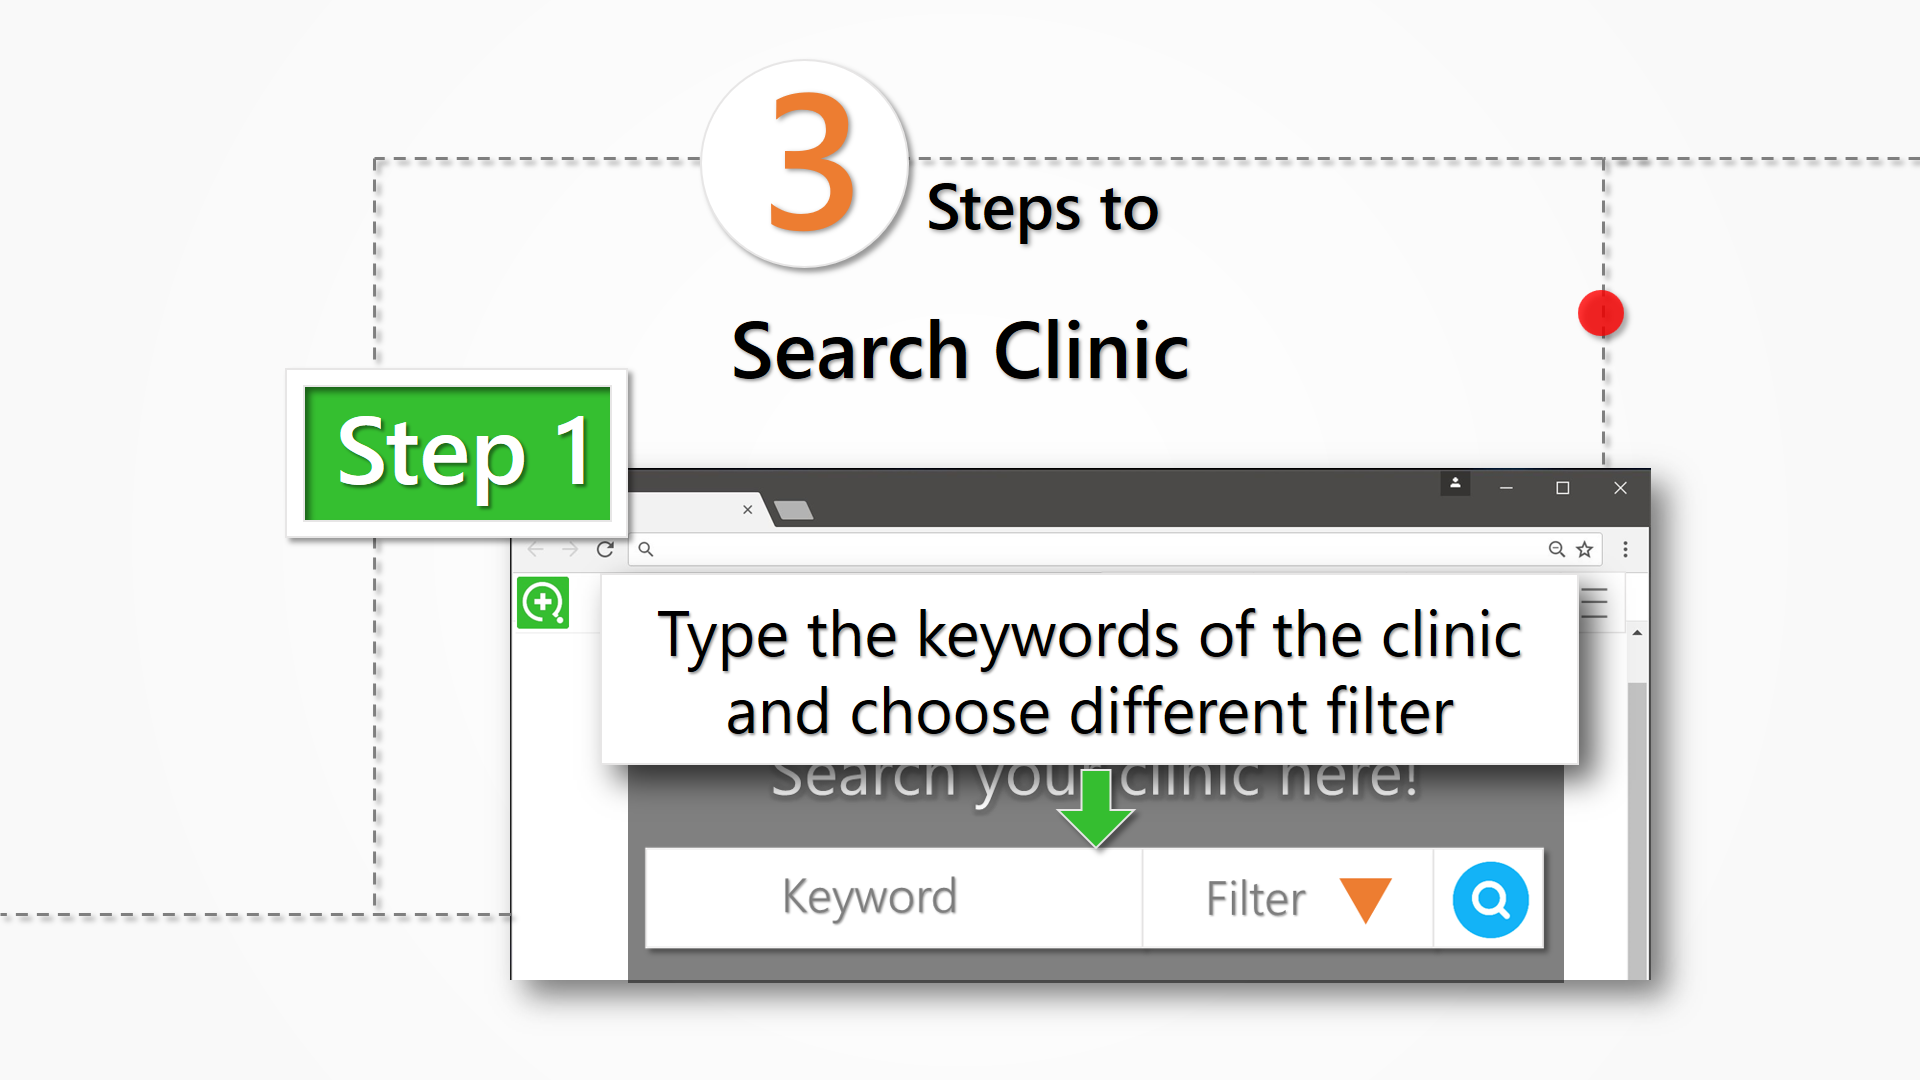 3
Steps to
Search Clinic
Step 1
Type the keywords of the clinic
and choose different filter
Search your clinic here!
Keyword
Filter